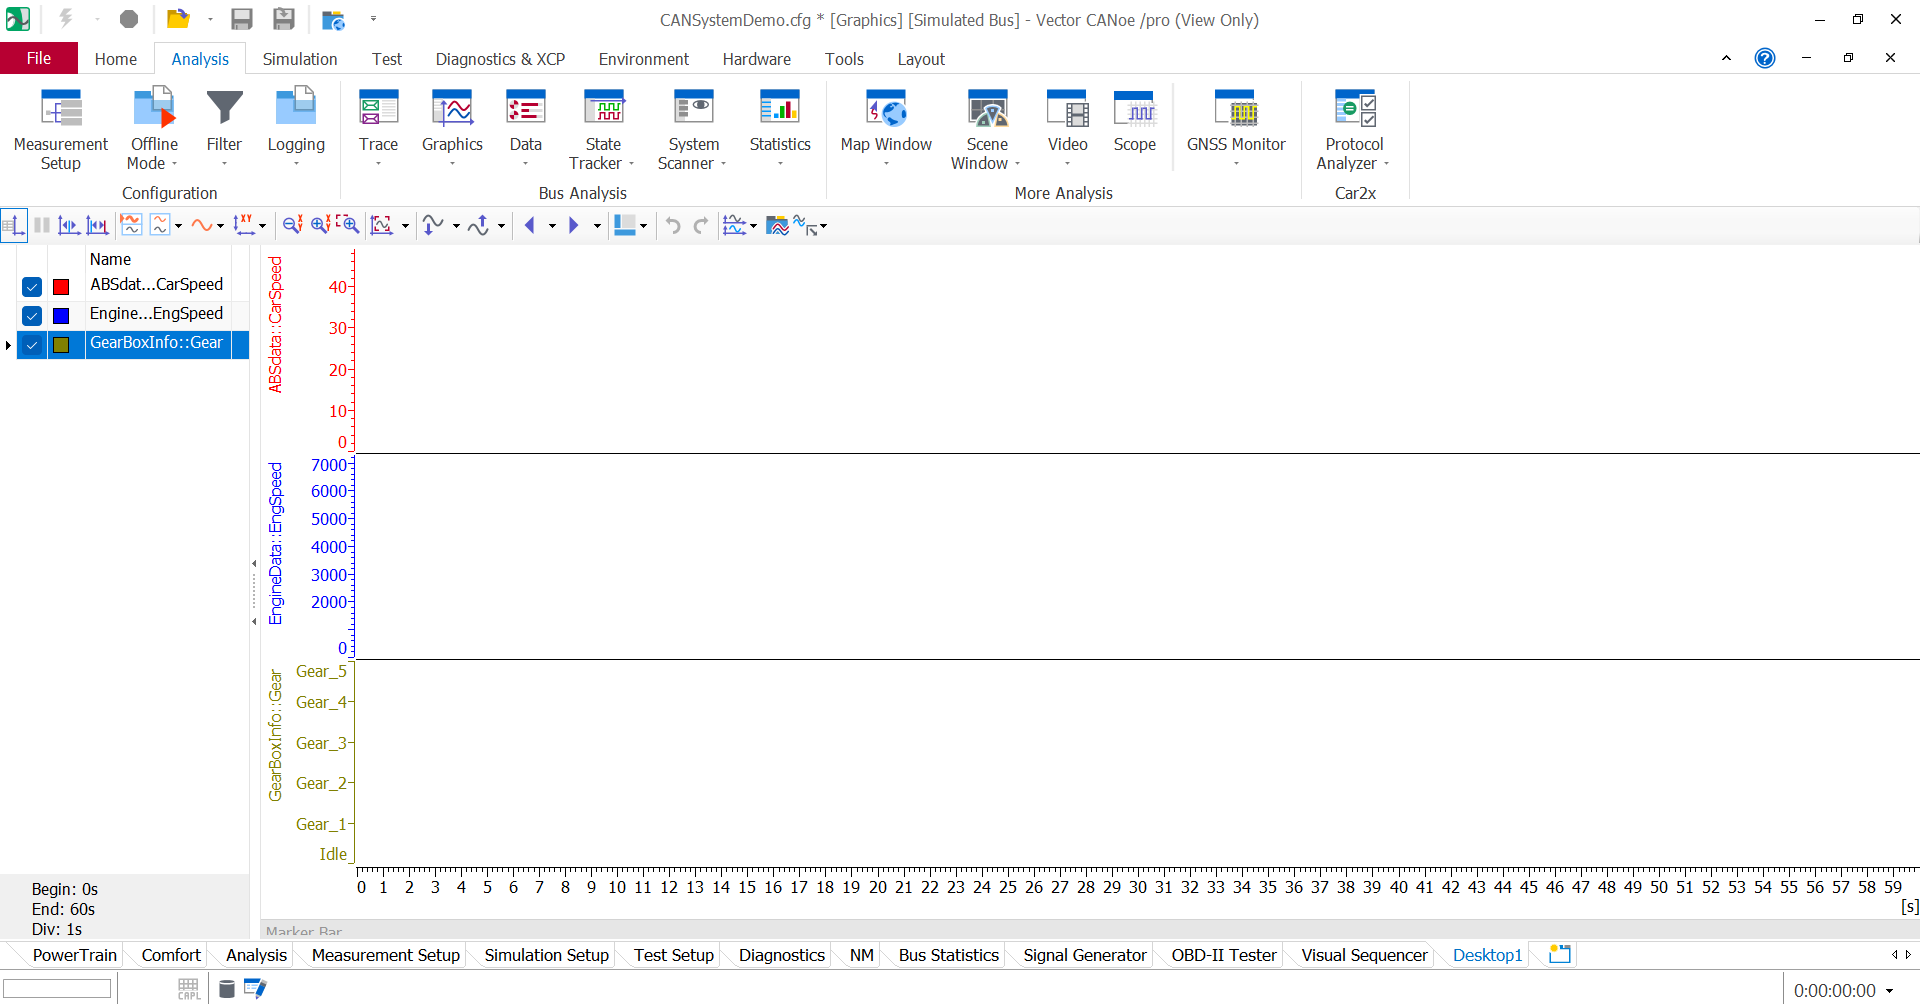 CANSystemDemo.cfg * [Graphics] [Simulated Bus] - Vector CANoe /pro (View Only)
File Home Analysis Simulation Test Diagnostics & XCP Environment Hardware Tools Layout
Measurement Setup
Offline Mode
Filter
Logging
Trace
Graphics
Data
State Tracker
System Scanner
Statistics
Map Window
Scene Window
Video
Scope
GNSS Monitor
Protocol Analyzer
Configuration
Bus Analysis
More Analysis
Car2x
Name
ABSdat...CarSpeed
Engine...EngSpeed
GearBoxInfo::Gear
ABSdata::CarSpeed
40
30
20
10
0
EngineData::EngSpeed
7000
6000
5000
4000
3000
2000
0
GearBoxInfo::Gear
Gear_5
Gear_4
Gear_3
Gear_2
Gear_1
Idle
0 1 2 3 4 5 6 7 8 9 10 11 12 13 14 15 16 17 18 19 20 21 22 23 24 25 26 27 28 29 30 31 32 33 34 35 36 37 38 39 40 41 42 43 44 45 46 47 48 49 50 51 52 53 54 55 56 57 58 59
[s]
Begin: 0s
End: 60s
Div: 1s
Marker Bar
PowerTrain Comfort Analysis Measurement Setup Simulation Setup Test Setup Diagnostics NM Bus Statistics Signal Generator OBD-II Tester Visual Sequencer Desktop1
CAPL
0:00:00:00